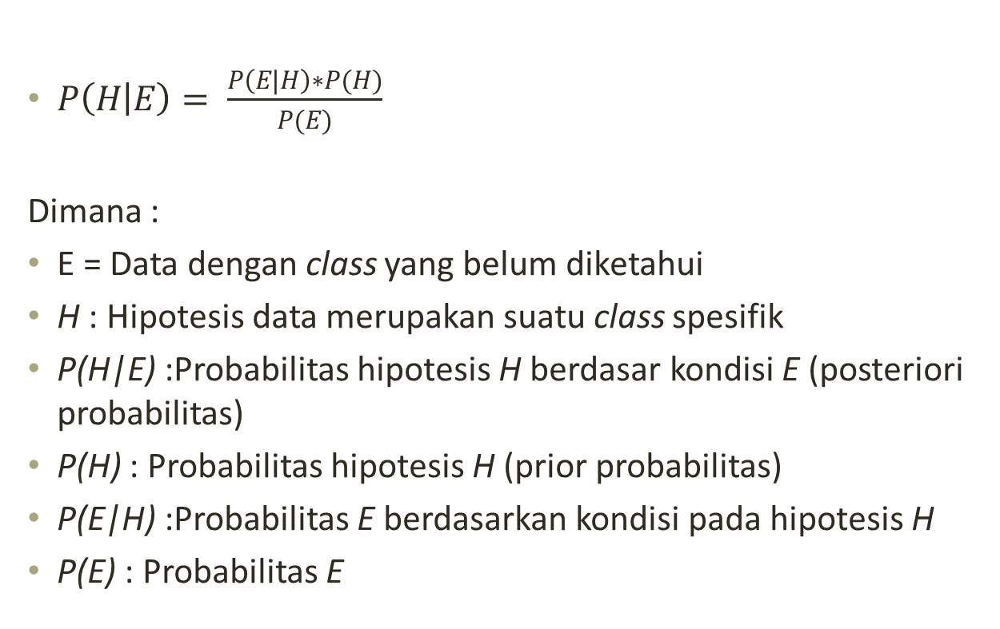 • P(H|E) = P(E|H)∗P(H) / P(E)
Dimana :
• E = Data dengan class yang belum diketahui
• H : Hipotesis data merupakan suatu class spesifik
• P(H|E) :Probabilitas hipotesis H berdasar kondisi E (posteriori
probabilitas)
• P(H) : Probabilitas hipotesis H (prior probabilitas)
• P(E|H) :Probabilitas E berdasarkan kondisi pada hipotesis H
• P(E) : Probabilitas E